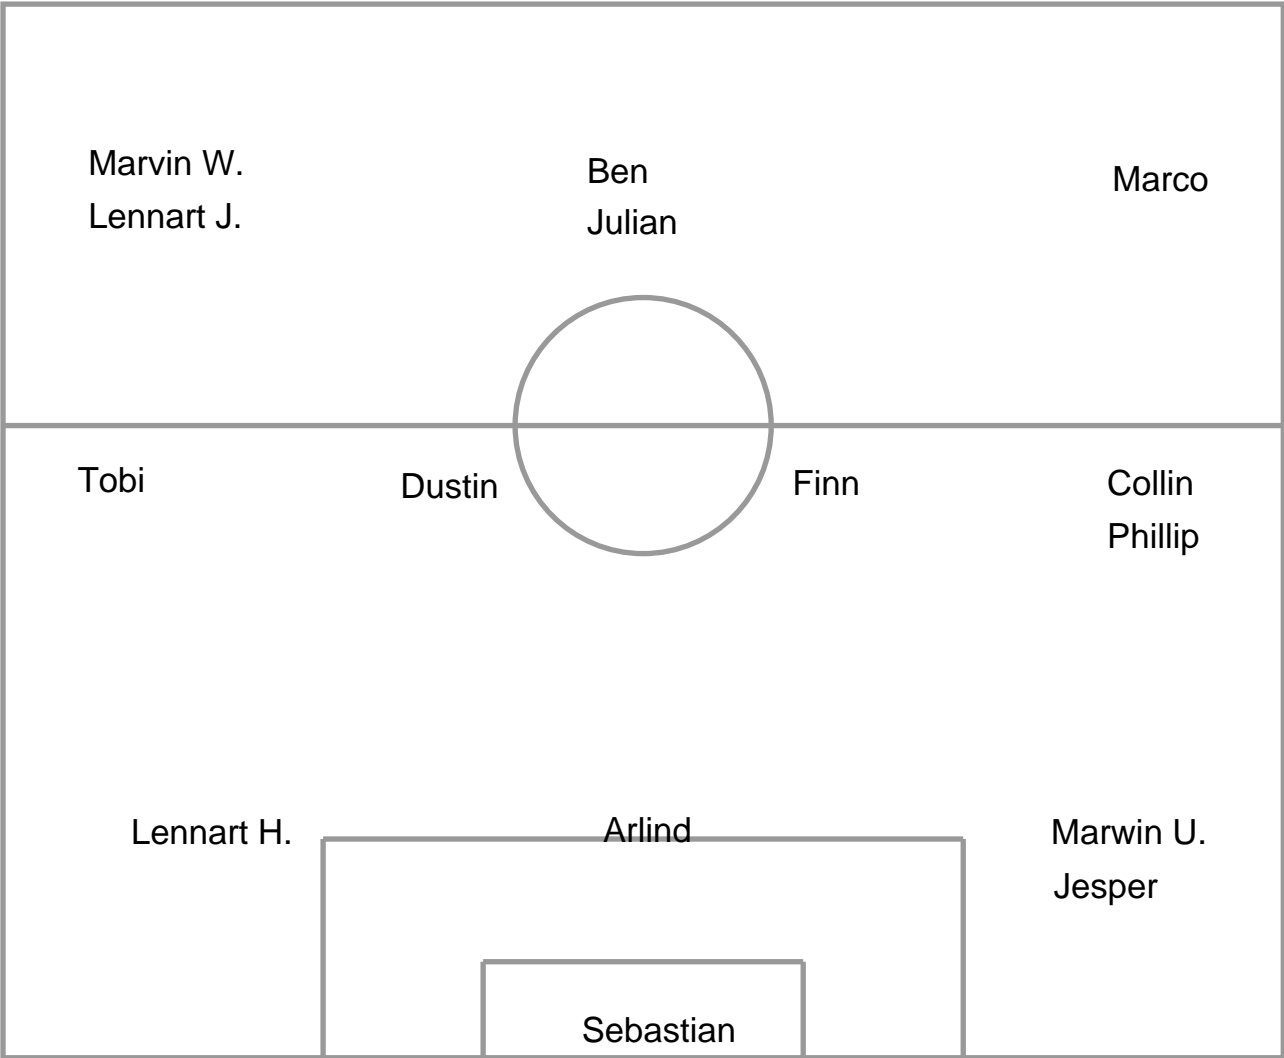 Marvin W.
Lennart J.
Ben
Julian
Marco
Tobi
Dustin
Finn
Collin
Phillip
Lennart H.
Arlind
Marwin U.
Jesper
Sebastian